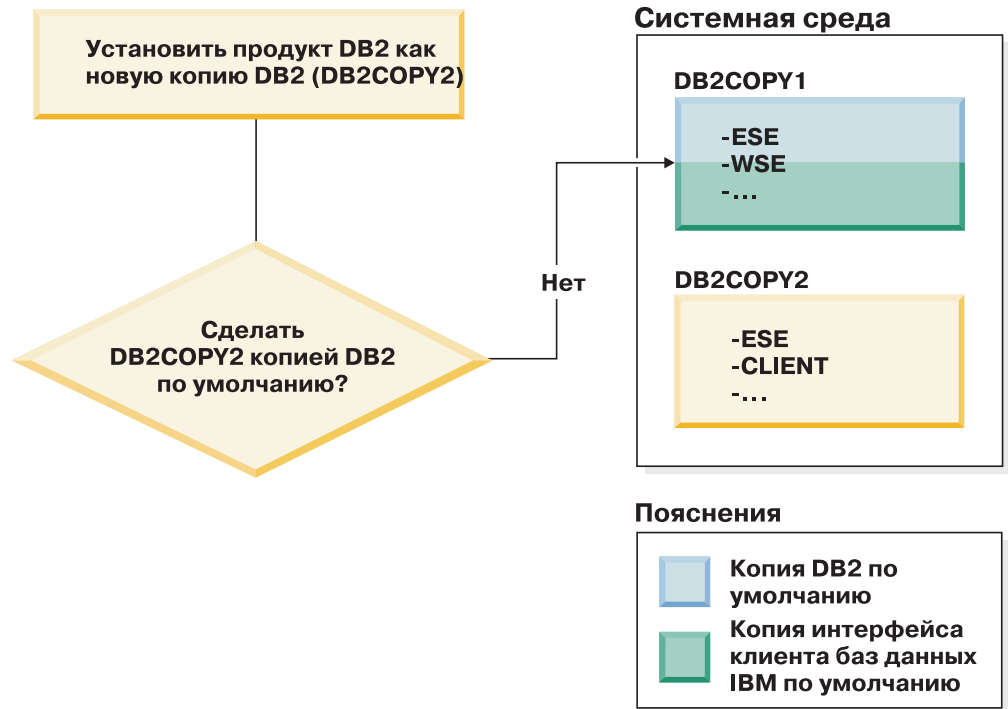 Установить продукт DB2 как
новую копию DB2 (DB2COPY2)
Сделать
DB2COPY2 копией DB2
по умолчанию?
Нет
Системная среда
DB2COPY1
-ESE
-WSE
-...
DB2COPY2
-ESE
-CLIENT
-...
Пояснения
Копия DB2 по
умолчанию
Копия интерфейса
клиента баз данных
IBM по умолчанию